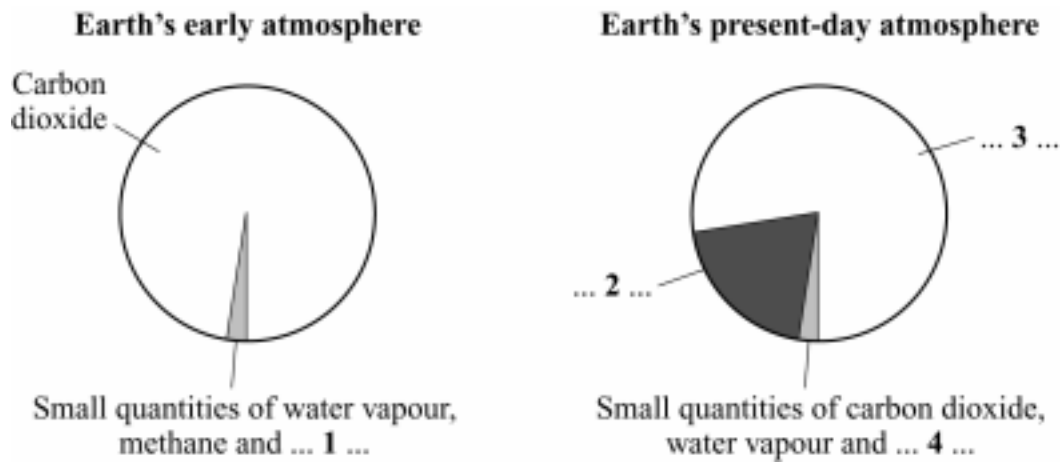 Earth's early atmosphere
Carbon
dioxide
Small quantities of water vapour,
methane and ... 1 ...
Earth's present-day atmosphere
... 3 ...
... 2 ...
Small quantities of carbon dioxide,
water vapour and ... 4 ...